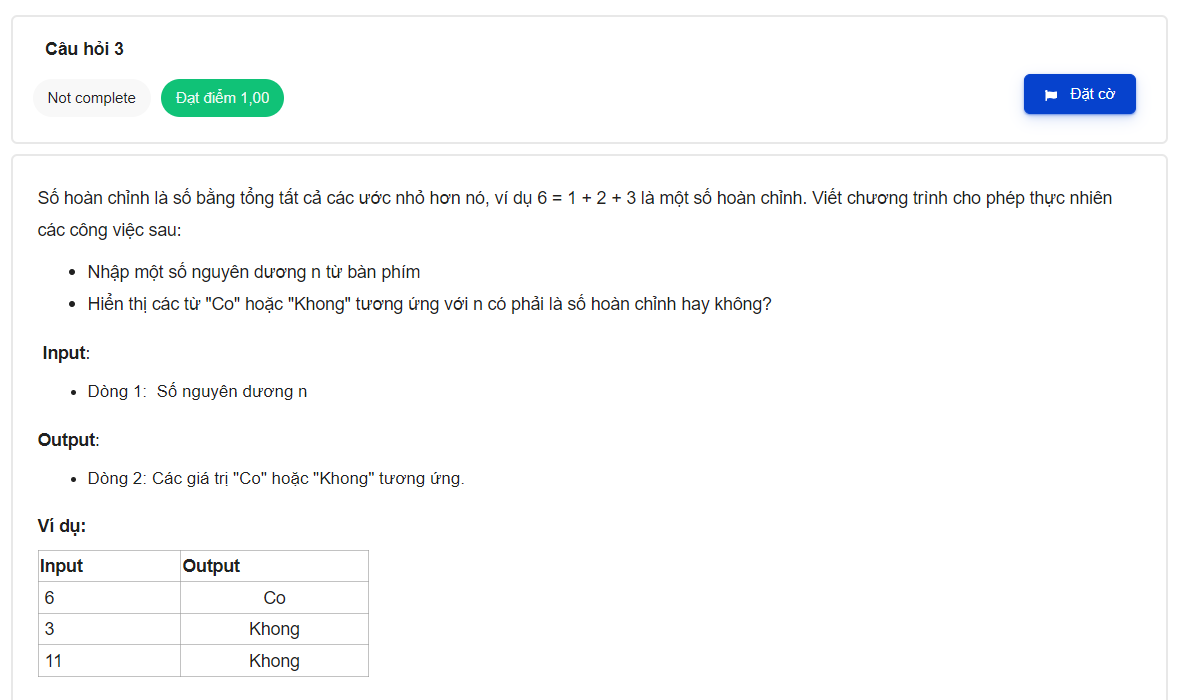 Câu hỏi 3
Not complete
Đạt điểm 1,00
Đặt cờ
Số hoàn chỉnh là số bằng tổng tất cả các ước nhỏ hơn nó, ví dụ 6 = 1 + 2 + 3 là một số hoàn chỉnh. Viết chương trình cho phép thực nhiên
các công việc sau:
Nhập một số nguyên dương n từ bàn phím
Hiển thị các từ "Co" hoặc "Khong" tương ứng với n có phải là số hoàn chỉnh hay không?
Input:
Dòng 1: Số nguyên dương n
Output:
Dòng 2: Các giá trị "Co" hoặc "Khong" tương ứng.
Ví dụ:
Input Output
6 Co
3 Khong
11 Khong